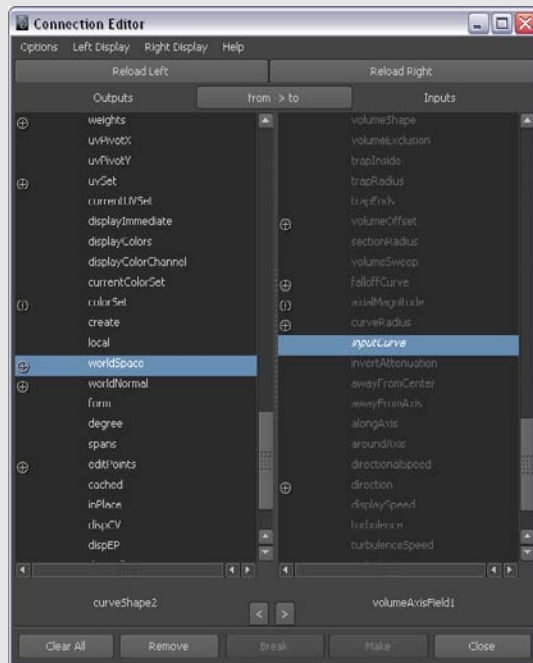 Connection Editor
Options Left Display Right Display Help
Reload Left Reload Right
Outputs from -> to Inputs
weights volumeShape
uvPivotX volumeExclusion
uvPivotY trapInside
uvSet trapRadius
currentUVSet trapEnds
displayImmediate volumeOffset
displayColors sectionRadius
displayColorChannel volumeSweep
currentColorSet falloffCurve
colorSet axialMagnitude
create curveRadius
local inputCurve
worldSpace invertAttenuation
worldNormal awayFromCenter
form awayFromAxis
degree alongAxis
spans aroundAxis
editPoints directionalSpeed
cached direction
inPlace displaySpeed
dispCV turbulence
dispEP turbulenceSpeed
curveShape2 < > volumeAxisField1
Clear All Remove Break Make Close